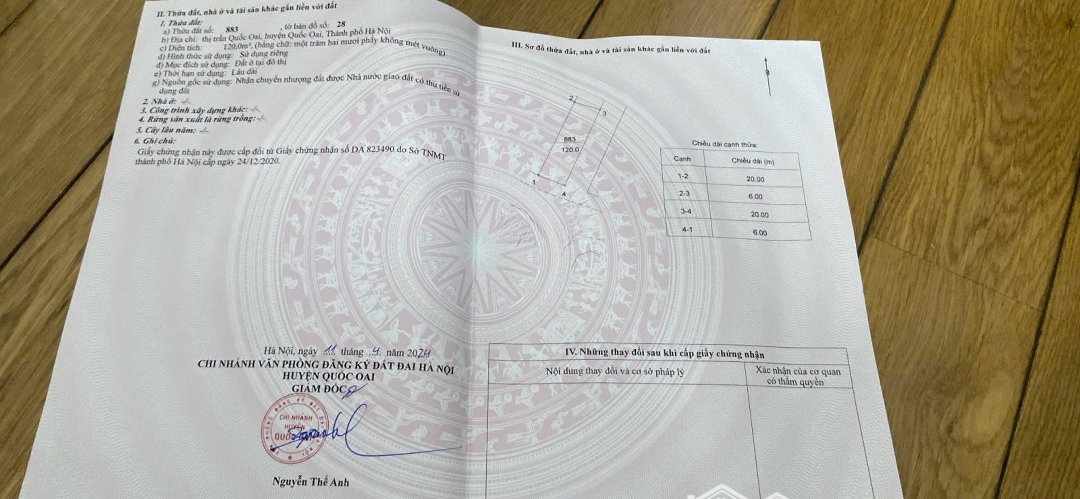 II. Thửa đất, nhà ở và tài sản khác gắn liền với đất
1. Thửa đất:
a) Thửa đất số: 883 , tờ bản đồ số: 28
b) Địa chỉ: thị trấn Quốc Oai, huyện Quốc Oai, Thành phố Hà Nội
c) Diện tích: 120.0m², (bằng chữ: một trăm hai mươi phẩy không mét vuông)
d) Hình thức sử dụng: Sử dụng riêng
đ) Mục đích sử dụng: Đất ở tại đô thị
e) Thời hạn sử dụng: Lâu dài
g) Nguồn gốc sử dụng: Nhận chuyển nhượng đất được Nhà nước giao đất có thu tiền sử
dụng đất
2. Nhà ở: -/-
3. Công trình xây dựng khác: -/-
4. Rừng sản xuất là rừng trồng: -/-
5. Cây lâu năm: -/-
6. Ghi chú:
Giấy chứng nhận này được cấp đổi từ Giấy chứng nhận số DA 823490 do Sở TNMT
thành phố Hà Nội cấp ngày 24/12/2020.
Hà Nội, ngày 11 tháng 4 năm 2024
CHI NHÁNH VĂN PHÒNG ĐĂNG KÝ ĐẤT ĐAI HÀ NỘI
HUYỆN QUỐC OAI
GIÁM ĐỐC
CHI NHÁNH
HUYỆN
QUỐC
Nguyễn Thế Anh
III. Sơ đồ thửa đất, nhà ở và tài sản khác gắn liền với đất
B
2
3
883
120.0
1
4
Chiều dài cạnh thửa:
Cạnh Chiều dài (m)
1-2 20.00
2-3 6.00
3-4 20.00
4-1 6.00
IV. Những thay đổi sau khi cấp giấy chứng nhận
Nội dung thay đổi và cơ sở pháp lý
Xác nhận của cơ quan
có thẩm quyền